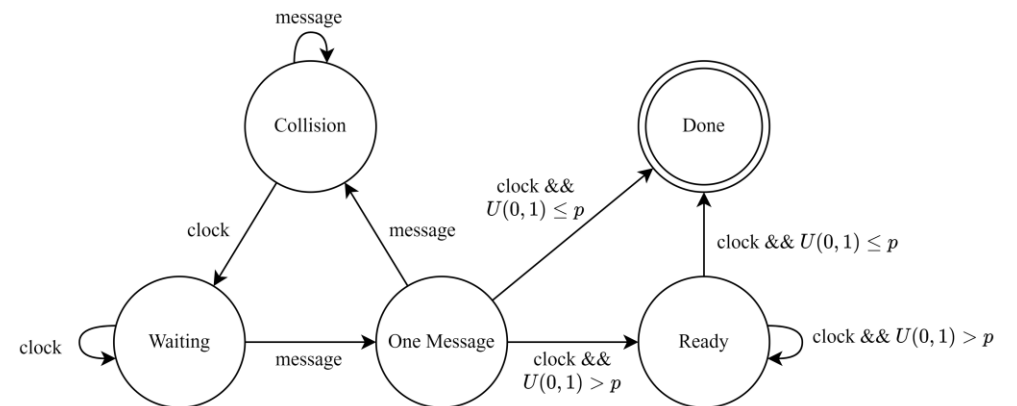 message
Collision
Done
clock &&
U(0, 1) ≤ p
clock
message
clock && U(0, 1) ≤ p
clock
Waiting
message
One Message
clock &&
U(0, 1) > p
Ready
clock && U(0, 1) > p